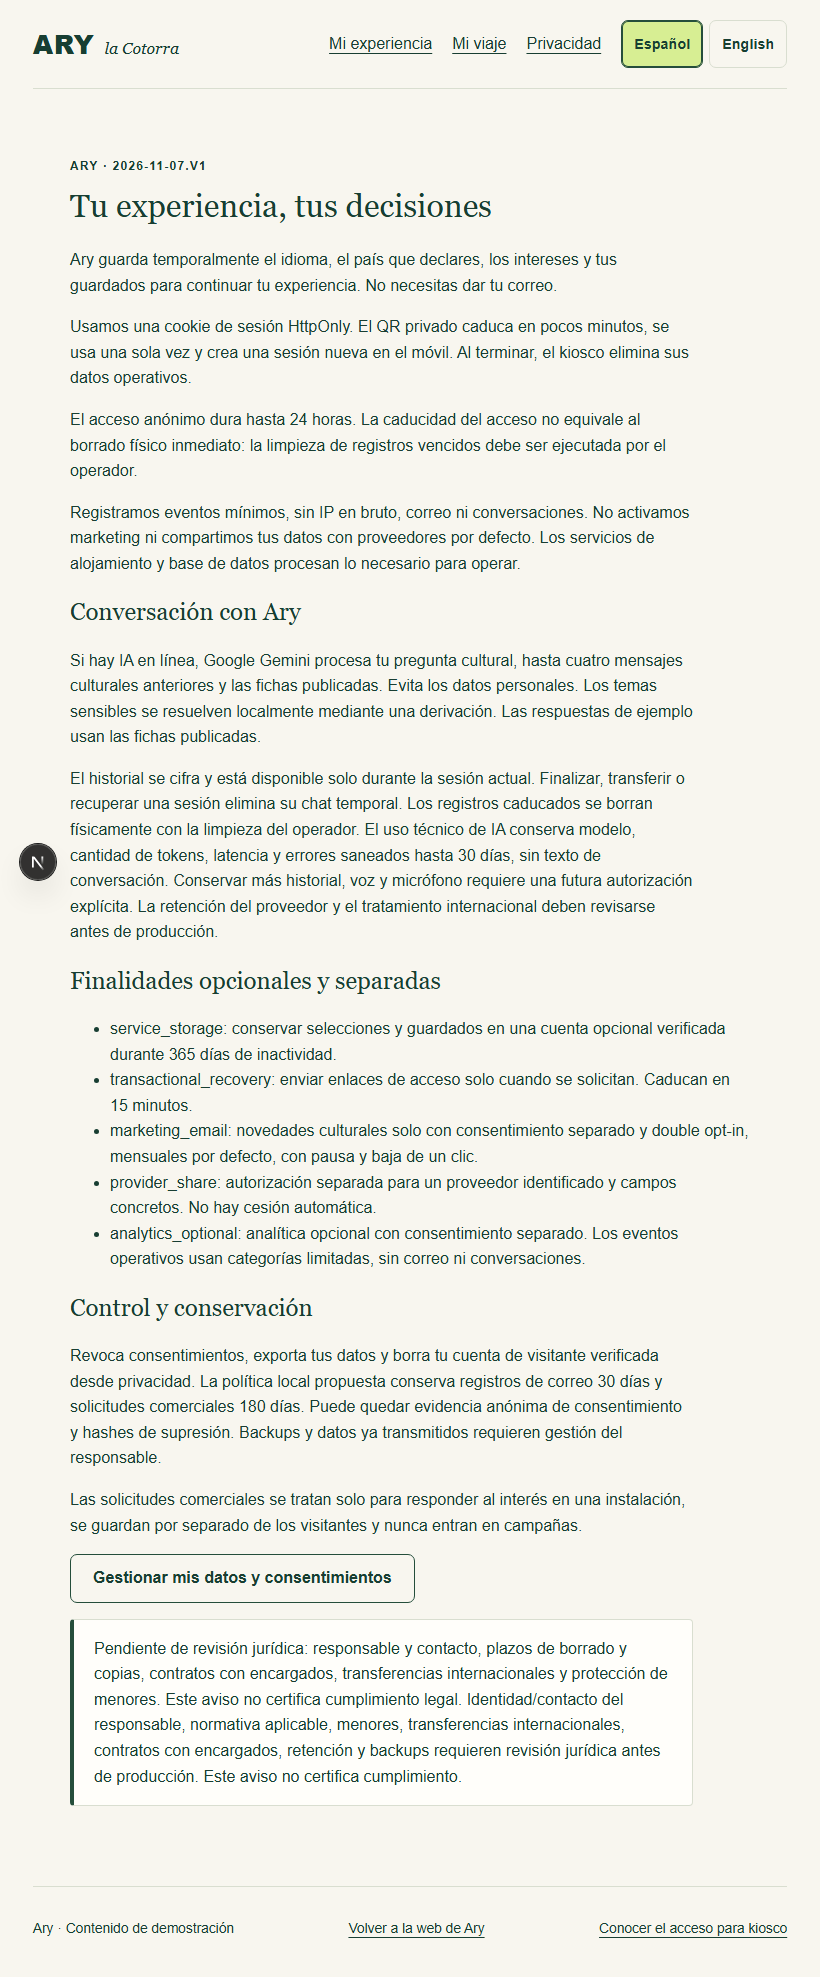 ARY la Cotorra
Mi experiencia Mi viaje Privacidad Español English
ARY · 2026-11-07.V1
Tu experiencia, tus decisiones
Ary guarda temporalmente el idioma, el país que declares, los intereses y tus
guardados para continuar tu experiencia. No necesitas dar tu correo.
Usamos una cookie de sesión HttpOnly. El QR privado caduca en pocos minutos, se
usa una sola vez y crea una sesión nueva en el móvil. Al terminar, el kiosco elimina sus
datos operativos.
El acceso anónimo dura hasta 24 horas. La caducidad del acceso no equivale al
borrado físico inmediato: la limpieza de registros vencidos debe ser ejecutada por el
operador.
Registramos eventos mínimos, sin IP en bruto, correo ni conversaciones. No activamos
marketing ni compartimos tus datos con proveedores por defecto. Los servicios de
alojamiento y base de datos procesan lo necesario para operar.
Conversación con Ary
Si hay IA en línea, Google Gemini procesa tu pregunta cultural, hasta cuatro mensajes
culturales anteriores y las fichas publicadas. Evita los datos personales. Los temas
sensibles se resuelven localmente mediante una derivación. Las respuestas de ejemplo
usan las fichas publicadas.
El historial se cifra y está disponible solo durante la sesión actual. Finalizar, transferir o
recuperar una sesión elimina su chat temporal. Los registros caducados se borran
físicamente con la limpieza del operador. El uso técnico de IA conserva modelo,
cantidad de tokens, latencia y errores saneados hasta 30 días, sin texto de
conversación. Conservar más historial, voz y micrófono requiere una futura autorización
explícita. La retención del proveedor y el tratamiento internacional deben revisarse
antes de producción.
N
Finalidades opcionales y separadas
• service_storage: conservar selecciones y guardados en una cuenta opcional verificada
durante 365 días de inactividad.
• transactional_recovery: enviar enlaces de acceso solo cuando se solicitan. Caducan en
15 minutos.
• marketing_email: novedades culturales solo con consentimiento separado y double opt-in,
mensuales por defecto, con pausa y baja de un clic.
• provider_share: autorización separada para un proveedor identificado y campos
concretos. No hay cesión automática.
• analytics_optional: analítica opcional con consentimiento separado. Los eventos
operativos usan categorías limitadas, sin correo ni conversaciones.
Control y conservación
Revoca consentimientos, exporta tus datos y borra tu cuenta de visitante verificada
desde privacidad. La política local propuesta conserva registros de correo 30 días y
solicitudes comerciales 180 días. Puede quedar evidencia anónima de consentimiento
y hashes de supresión. Backups y datos ya transmitidos requieren gestión del
responsable.
Las solicitudes comerciales se tratan solo para responder al interés en una instalación,
se guardan por separado de los visitantes y nunca entran en campañas.
Gestionar mis datos y consentimientos
Pendiente de revisión jurídica: responsable y contacto, plazos de borrado y
copias, contratos con encargados, transferencias internacionales y protección de
menores. Este aviso no certifica cumplimiento legal. Identidad/contacto del
responsable, normativa aplicable, menores, transferencias internacionales,
contratos con encargados, retención y backups requieren revisión jurídica antes
de producción. Este aviso no certifica cumplimiento.
Ary · Contenido de demostración Volver a la web de Ary Conocer el acceso para kiosco